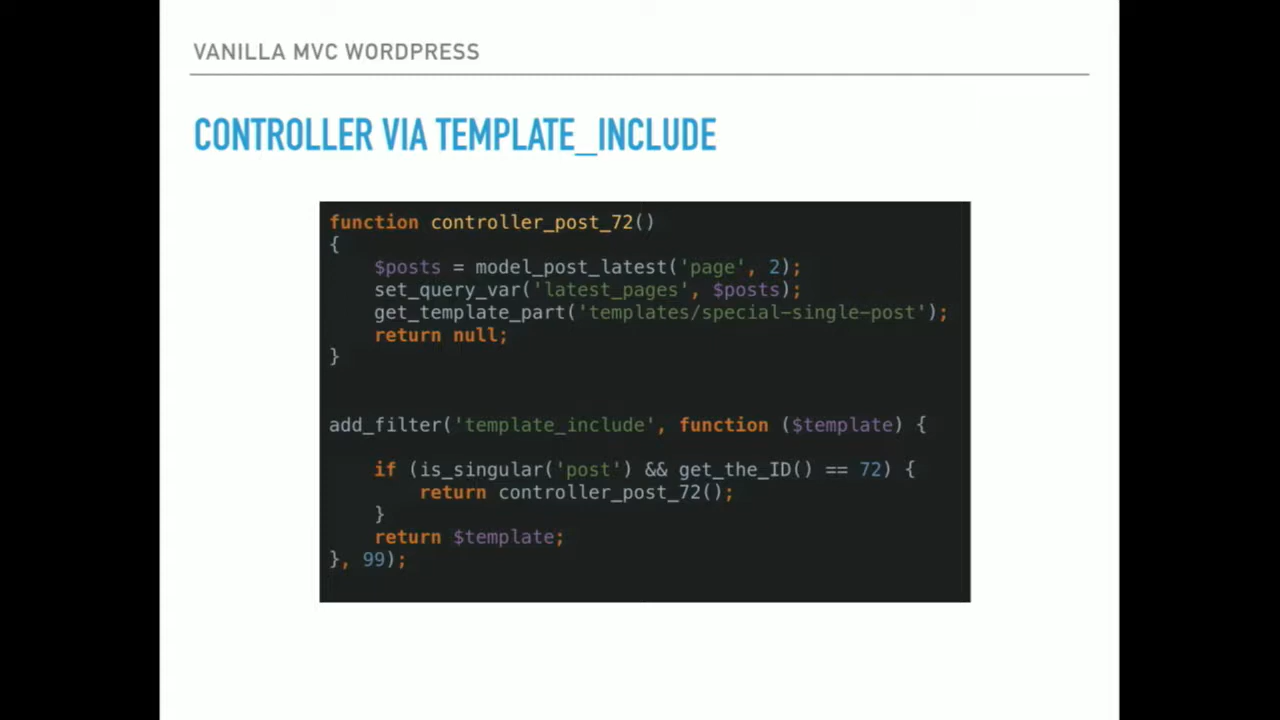 VANILLA MVC WORDPRESS
CONTROLLER VIA TEMPLATE_INCLUDE
function controller_post_72()
{
    $posts = model_post_latest('page', 2);
    set_query_var('latest_pages', $posts);
    get_template_part('templates/special-single-post');
    return null;
}
add_filter('template_include', function ($template) {
    if (is_singular('post') && get_the_ID() == 72) {
        return controller_post_72();
    }
    return $template;
}, 99);